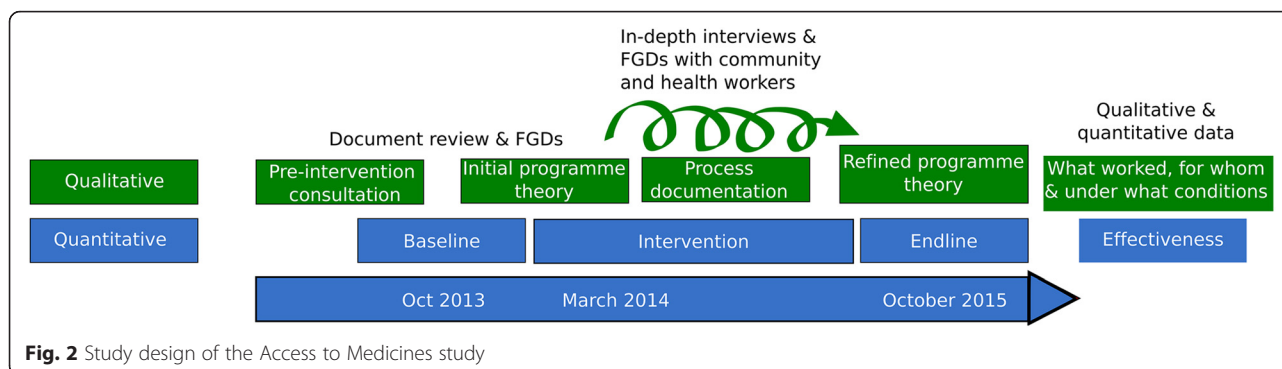 In-depth interviews &
FGDs with community
and health workers
Document review & FGDs
Qualitative &
quantitative data
Qualitative
Pre-intervention
consultation
Initial programme
theory
Process
documentation
Refined programme
theory
What worked, for whom
& under what conditions
Quantitative
Baseline
Intervention
Endline
Effectiveness
Oct 2013
March 2014
October 2015
Fig. 2 Study design of the Access to Medicines study